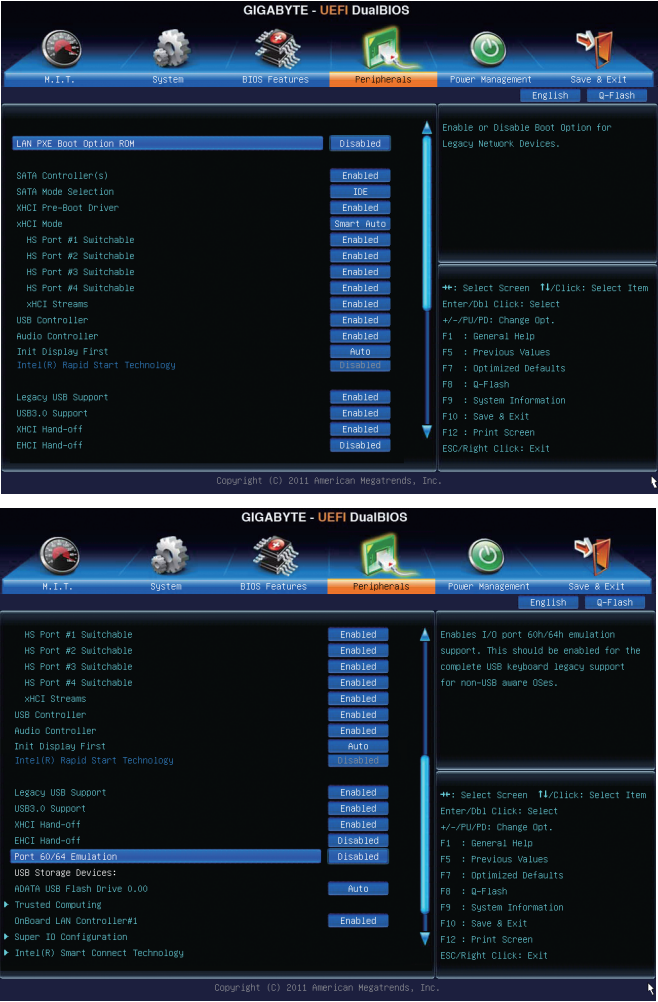 GIGABYTE - UEFI DualBIOS
M.I.T. System BIOS Features Peripherals Power Management Save & Exit
English Q-Flash
LAN PXE Boot Option ROM Disabled
SATA Controller(s) Enabled
SATA Mode Selection IDE
XHCI Pre-Boot Driver Enabled
xHCI Mode Smart Auto
HS Port #1 Switchable Enabled
HS Port #2 Switchable Enabled
HS Port #3 Switchable Enabled
HS Port #4 Switchable Enabled
xHCI Streams Enabled
USB Controller Enabled
Audio Controller Enabled
Init Display First Auto
Intel(R) Rapid Start Technology Disabled
Legacy USB Support Enabled
USB3.0 Support Enabled
XHCI Hand-off Enabled
EHCI Hand-off Disabled
Enable or Disable Boot Option for
Legacy Network Devices.
→←: Select Screen ↑↓/Click: Select Item
Enter/Dbl Click: Select
+/-/PU/PD: Change Opt.
F1 : General Help
F5 : Previous Values
F7 : Optimized Defaults
F8 : Q-Flash
F9 : System Information
F10 : Save & Exit
F12 : Print Screen
ESC/Right Click: Exit
Copyright (C) 2011 American Megatrends, Inc.
GIGABYTE - UEFI DualBIOS
M.I.T. System BIOS Features Peripherals Power Management Save & Exit
English Q-Flash
HS Port #1 Switchable Enabled
HS Port #2 Switchable Enabled
HS Port #3 Switchable Enabled
HS Port #4 Switchable Enabled
xHCI Streams Enabled
USB Controller Enabled
Audio Controller Enabled
Init Display First Auto
Intel(R) Rapid Start Technology Disabled
Legacy USB Support Enabled
USB3.0 Support Enabled
XHCI Hand-off Enabled
EHCI Hand-off Disabled
Port 60/64 Emulation Disabled
USB Storage Devices:
ADATA USB Flash Drive 0.00 Auto
Trusted Computing
OnBoard LAN Controller#1 Enabled
Super IO Configuration
Intel(R) Smart Connect Technology
Enables I/O port 60h/64h emulation
support. This should be enabled for the
complete USB keyboard legacy support
for non-USB aware OSes.
→←: Select Screen ↑↓/Click: Select Item
Enter/Dbl Click: Select
+/-/PU/PD: Change Opt.
F1 : General Help
F5 : Previous Values
F7 : Optimized Defaults
F8 : Q-Flash
F9 : System Information
F10 : Save & Exit
F12 : Print Screen
ESC/Right Click: Exit
Copyright (C) 2011 American Megatrends, Inc.